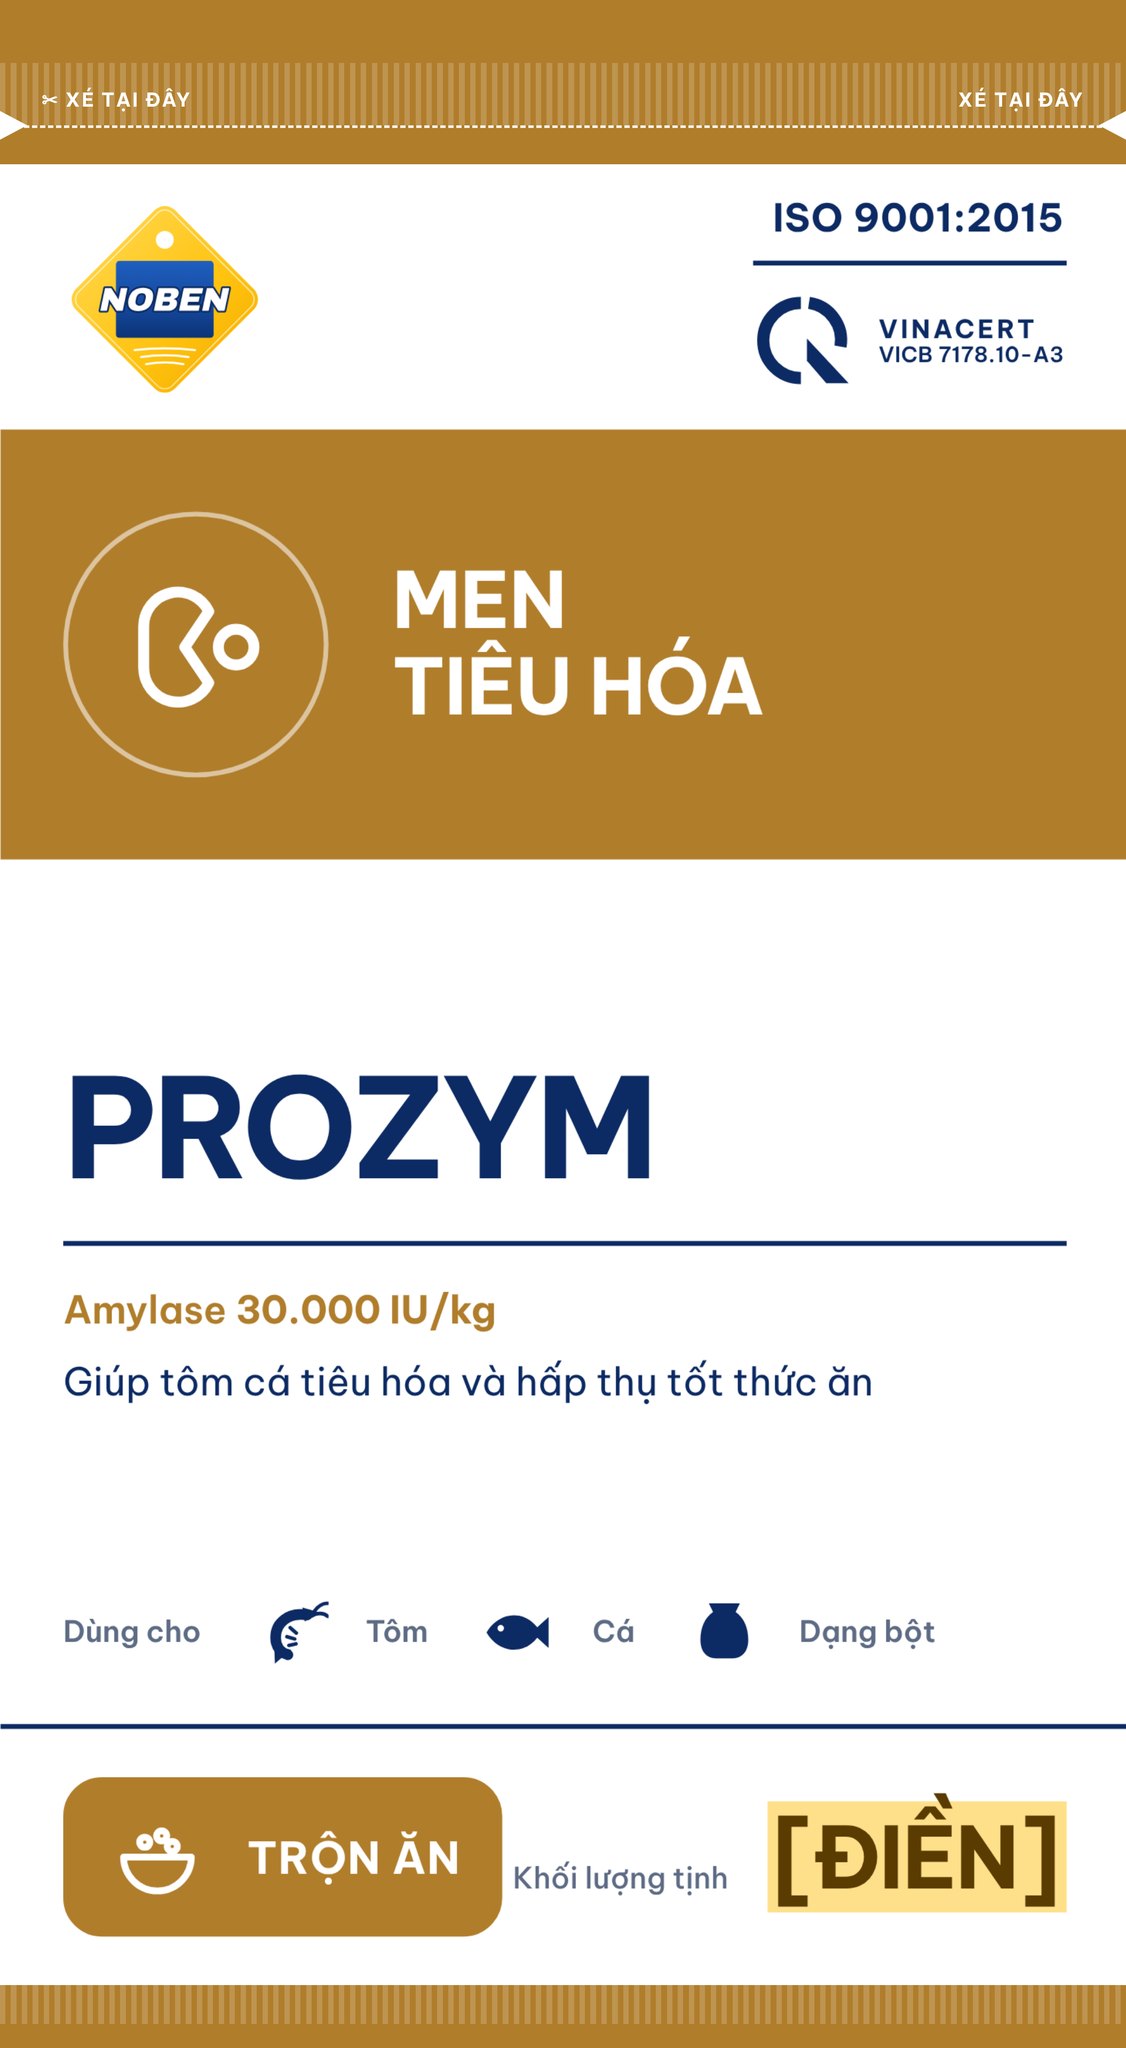 ✂ XÉ TẠI ĐÂY XÉ TẠI ĐÂY
NOBEN
ISO 9001:2015
VINACERT
VICB 7178.10-A3
MEN
TIÊU HÓA
PROZYM
Amylase 30.000 IU/kg
Giúp tôm cá tiêu hóa và hấp thụ tốt thức ăn
Dùng cho Tôm Cá Dạng bột
TRỘN ĂN
Khối lượng tịnh [ĐIỀN]